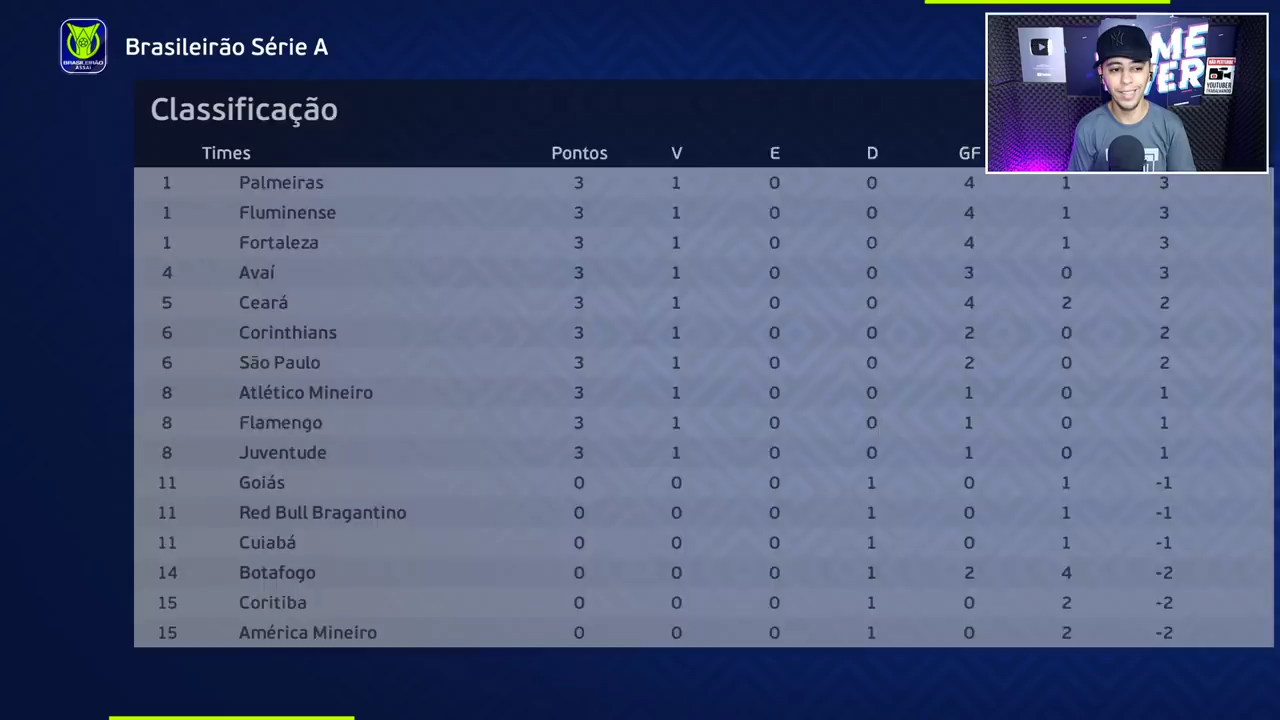 Brasileirão Série A
BRASILEIRÃO
ASSAÍ
Classificação
Times Pontos V E D GF
1 Palmeiras 3 1 0 0 4 1 3
1 Fluminense 3 1 0 0 4 1 3
1 Fortaleza 3 1 0 0 4 1 3
4 Avaí 3 1 0 0 3 0 3
5 Ceará 3 1 0 0 4 2 2
6 Corinthians 3 1 0 0 2 0 2
6 São Paulo 3 1 0 0 2 0 2
8 Atlético Mineiro 3 1 0 0 1 0 1
8 Flamengo 3 1 0 0 1 0 1
8 Juventude 3 1 0 0 1 0 1
11 Goiás 0 0 0 1 0 1 -1
11 Red Bull Bragantino 0 0 0 1 0 1 -1
11 Cuiabá 0 0 0 1 0 1 -1
14 Botafogo 0 0 0 1 2 4 -2
15 Coritiba 0 0 0 1 0 2 -2
15 América Mineiro 0 0 0 1 0 2 -2
NÃO PERTURBE
YOUTUBER
TRABALHANDO